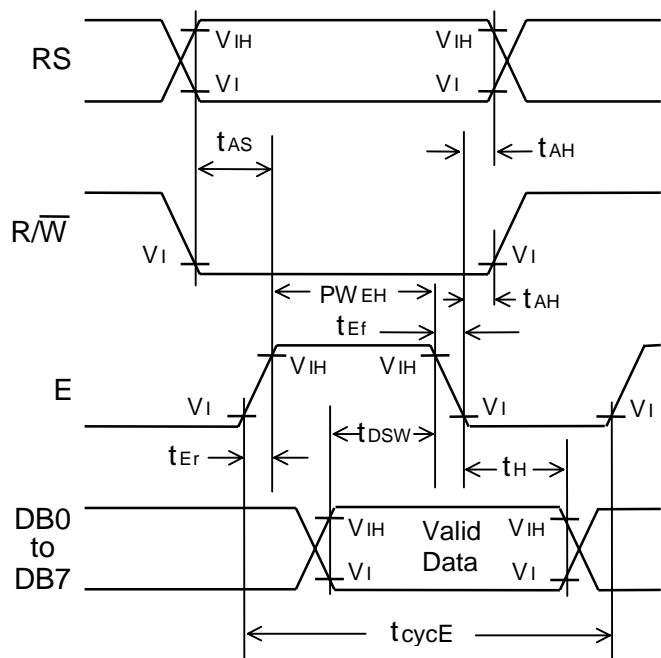 RS
VIH
VIH
VI
VI
tAS
tAH
R/W̅
VI
VI
PWEH
tAH
tEf
E
VIH
VIH
VI
VI
VI
tDSW
tEr
tH
DB0
to
DB7
VIH
Valid
Data
VIH
VI
VI
tcycE